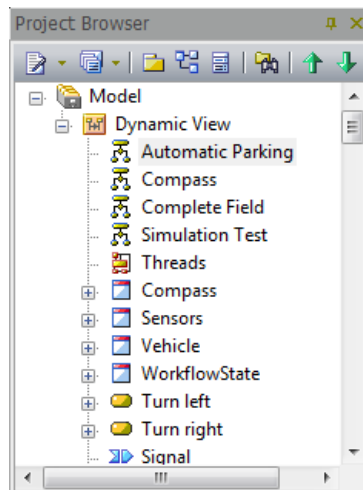 Project Browser
Model
Dynamic View
Automatic Parking
Compass
Complete Field
Simulation Test
Threads
Compass
Sensors
Vehicle
WorkflowState
Turn left
Turn right
Signal